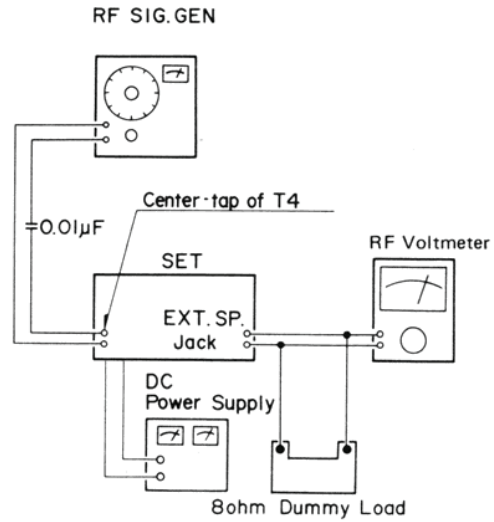 RF SIG. GEN
0.01μF
Center-tap of T4
RF Voltmeter
SET
EXT. SP.
Jack
DC
Power Supply
8ohm Dummy Load